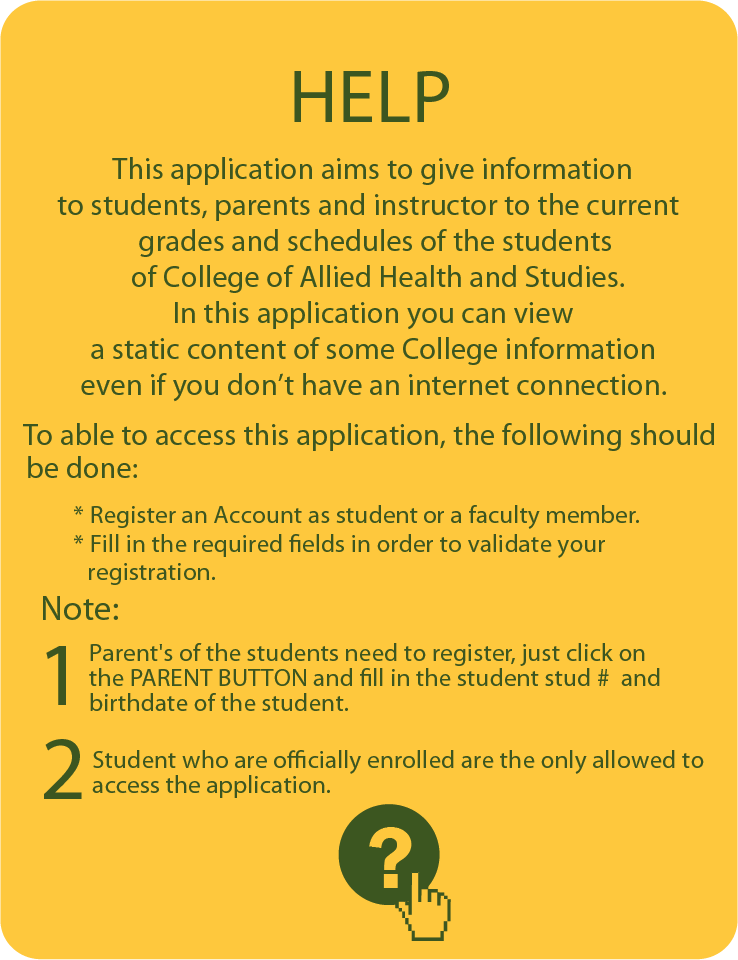 HELP
This application aims to give information
to students, parents and instructor to the current
grades and schedules of the students
of College of Allied Health and Studies.
In this application you can view
a static content of some College information
even if you don’t have an internet connection.
To able to access this application, the following should
be done:
* Register an Account as student or a faculty member.
* Fill in the required fields in order to validate your
registration.
Note:
1 Parent's of the students need to register, just click on
the PARENT BUTTON and fill in the student stud # and
birthdate of the student.
2 Student who are officially enrolled are the only allowed to
access the application.
?